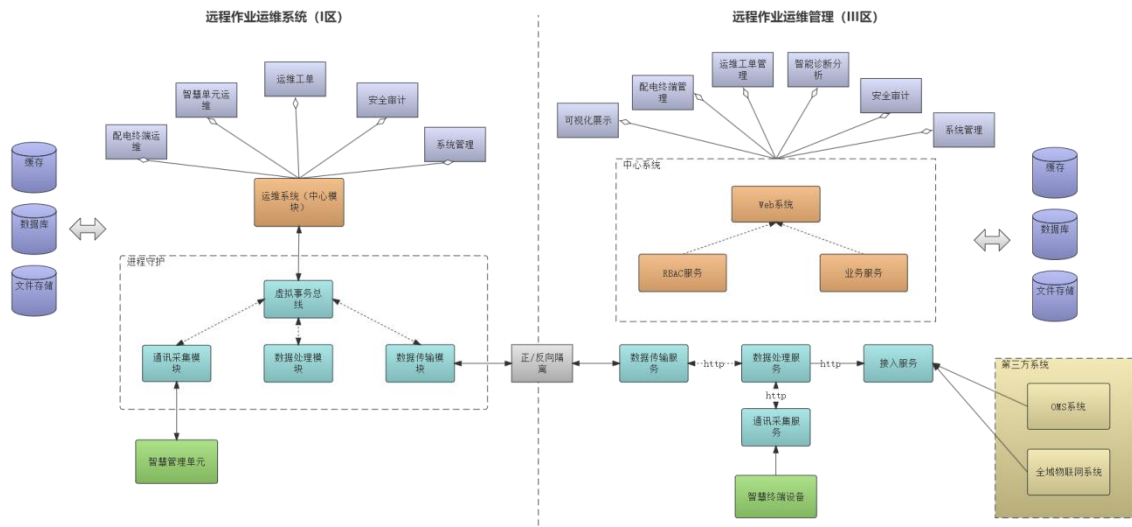 远程作业运维系统（I区）
远程作业运维管理（III区）
运维工单
智慧单元运
维
安全审计
配电终端运
维
系统管理
运维工单管
理
智能诊断分
析
配电终端管
理
安全审计
可视化展示
系统管理
缓存
数据库
文件存储
运维系统（中心模
块）
进程守护
虚拟事务总
线
通讯采集模
块
数据处理模
块
数据传输模
块
智慧管理单元
正/反向隔
离
中心系统
Web系统
RBAC服务
业务服务
缓存
数据库
文件存储
数据传输服
务
http
数据处理服
务
http
接入服务
http
通讯采集服
务
智慧终端设备
第三方系统
OMS系统
全域物联网系统